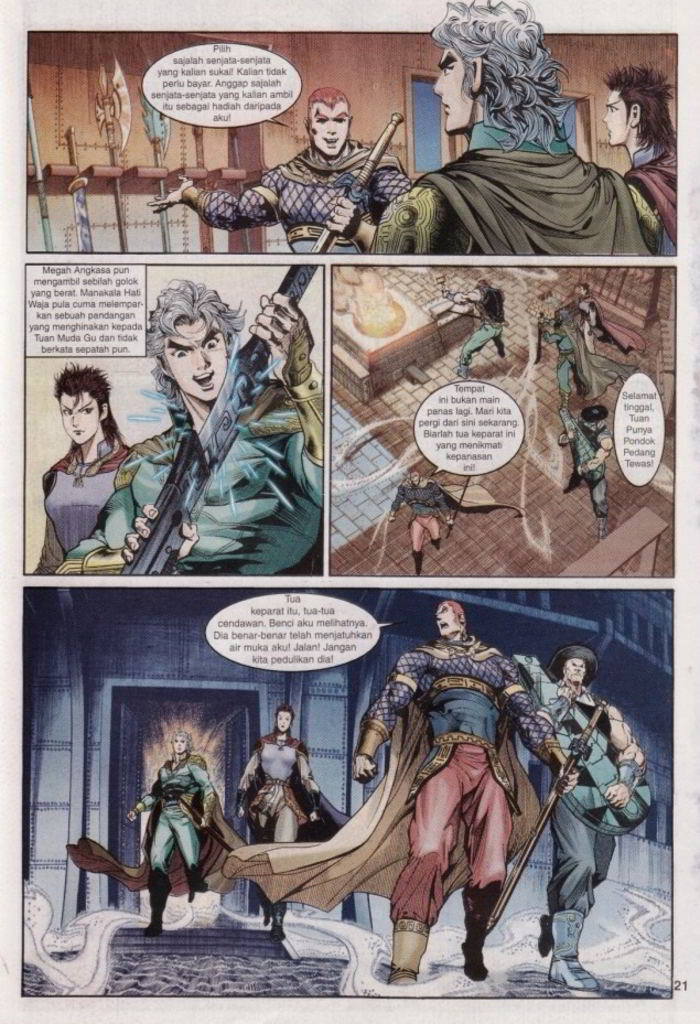 Pilih
sajalah senjata-senjata
yang kalian sukai! Kalian tidak
perlu bayar. Anggap sajalah
senjata-senjata yang kalian ambil
itu sebagai hadiah daripada
aku!
Megah Angkasa pun
mengambil sebilah golok
yang berat. Manakala Hati
Waja pula cuma melempar-
kan sebuah pandangan
yang menghinakan kepada
Tuan Muda Gu dan tidak
berkata sepatah pun.
Tempat
ini bukan main
panas lagi. Mari kita
pergi dari sini sekarang.
Biarlah tua keparat ini
yang menikmati
kepanasan
ini!
Selamat
tinggal,
Tuan
Punya
Pondok
Pedang
Tewas!
Tua
keparat itu, tua-tua
cendawan. Benci aku melihatnya.
Dia benar-benar telah menjatuhkan
air muka aku! Jalan! Jangan
kita pedulikan dia!
21